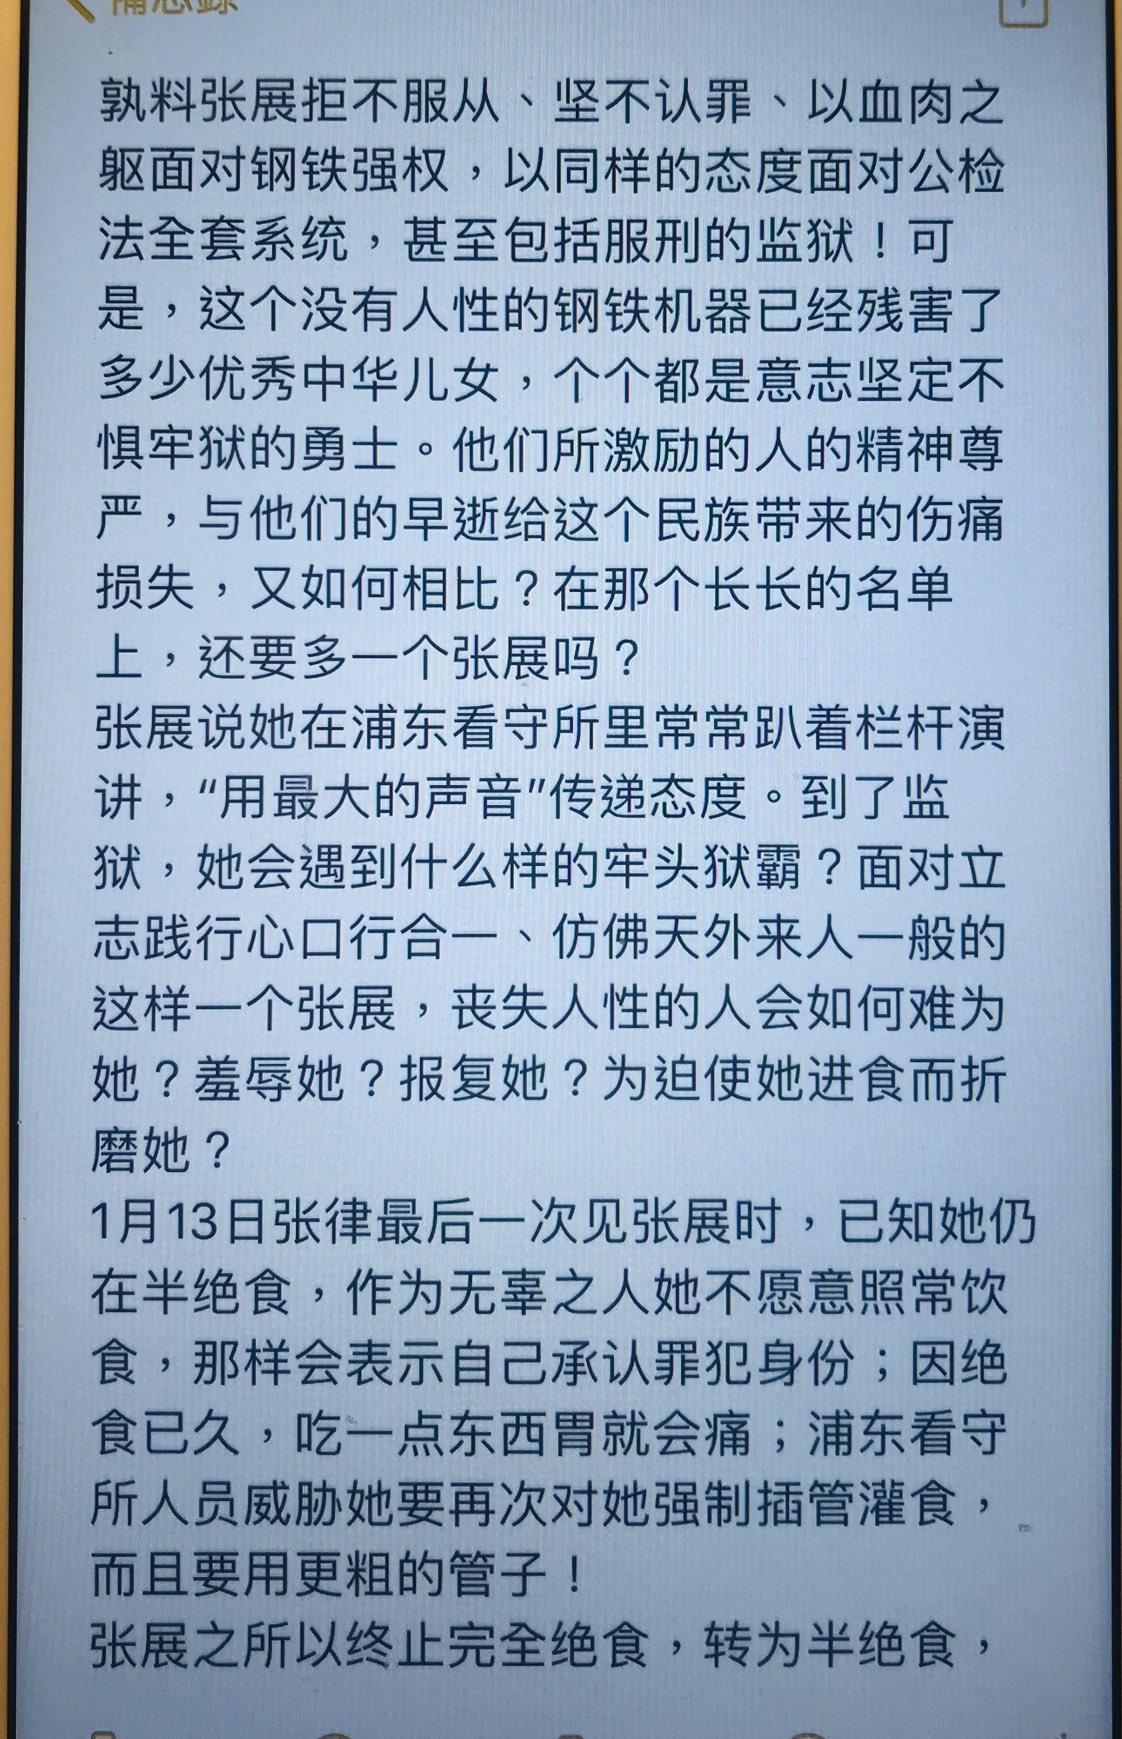 備忘錄
孰料张展拒不服从、坚不认罪、以血肉之
躯面对钢铁强权，以同样的态度面对公检
法全套系统，甚至包括服刑的监狱！可
是，这个没有人性的钢铁机器已经残害了
多少优秀中华儿女，个个都是意志坚定不
惧牢狱的勇士。他们所激励的人的精神尊
严，与他们的早逝给这个民族带来的伤痛
损失，又如何相比？在那个长长的名单
上，还要多一个张展吗？
张展说她在浦东看守所里常常趴着栏杆演
讲，“用最大的声音”传递态度。到了监
狱，她会遇到什么样的牢头狱霸？面对立
志践行心口行合一、仿佛天外来人一般的
这样一个张展，丧失人性的人会如何难为
她？羞辱她？报复她？为迫使她进食而折
磨她？
1月13日张律最后一次见张展时，已知她仍
在半绝食，作为无辜之人她不愿意照常饮
食，那样会表示自己承认罪犯身份；因绝
食已久，吃一点东西胃就会痛；浦东看守
所人员威胁她要再次对她强制插管灌食，
而且要用更粗的管子！
张展之所以终止完全绝食，转为半绝食，